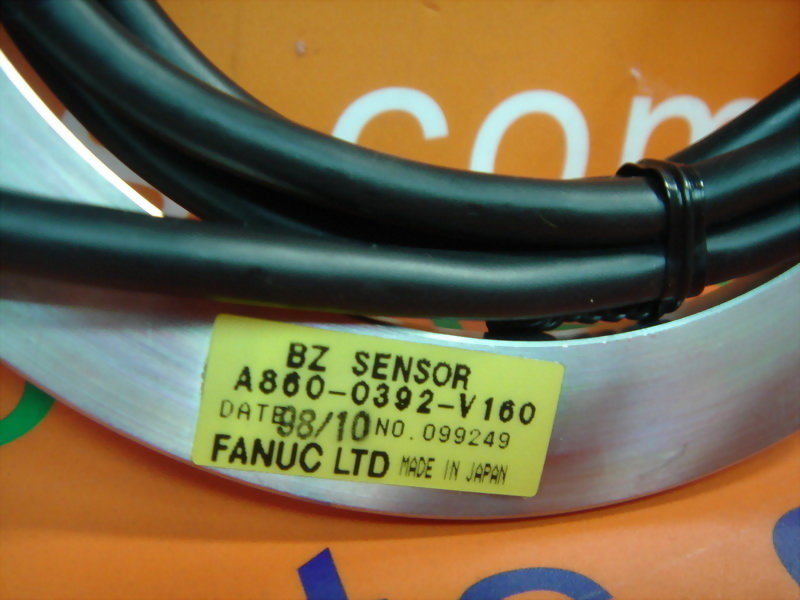 com
BZ SENSOR
A860-0392-V160
DATE 98/10 NO. 099249
FANUC LTD MADE IN JAPAN